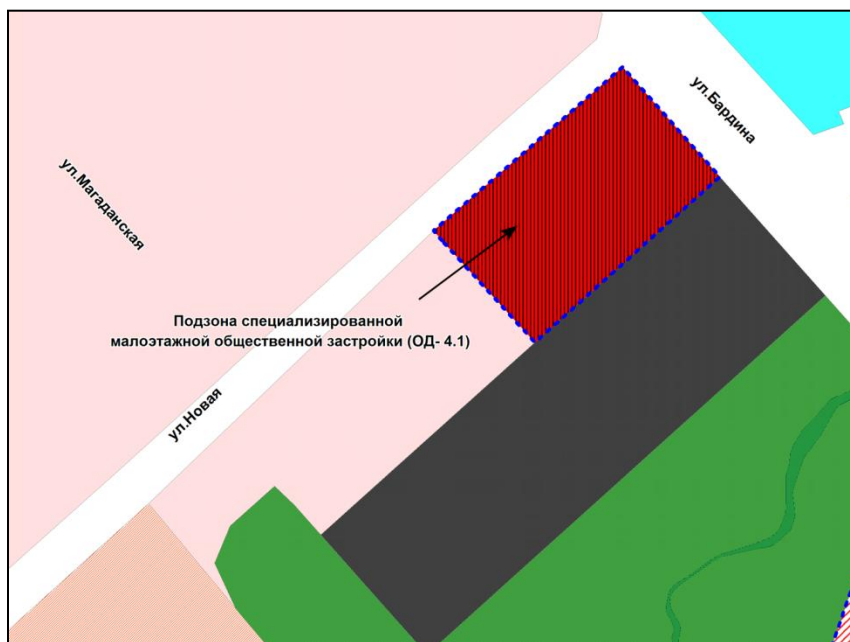 ул.Бардина
ул.Магаданская
Подзона специализированной
малоэтажной общественной застройки (ОД- 4.1)
ул.Новая